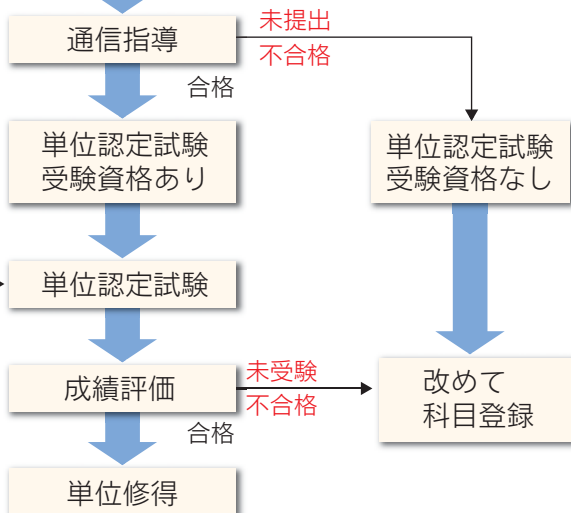 通信指導
未提出
不合格
合格
単位認定試験
受験資格あり
単位認定試験
受験資格なし
単位認定試験
成績評価
未受験
不合格
改めて
科目登録
合格
単位修得